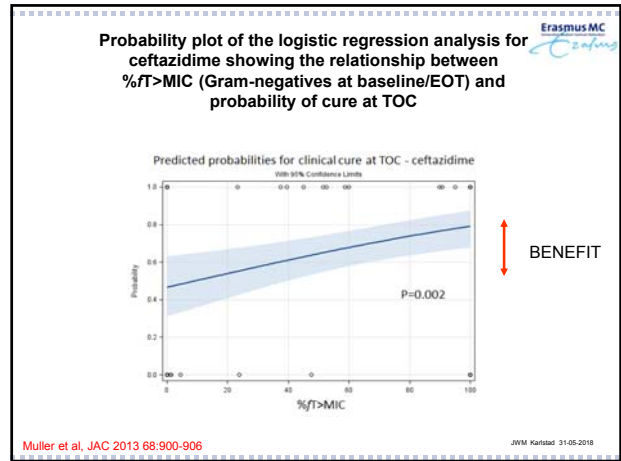 Erasmus MC
Probability plot of the logistic regression analysis for
ceftazidime showing the relationship between
%fT>MIC (Gram-negatives at baseline/EOT) and
probability of cure at TOC
Predicted probabilities for clinical cure at TOC - ceftazidime
With 95% Confidence Limits
1.0
0.8
0.6
0.4
0.2
0.0
Probability
P=0.002
BENEFIT
0 20 40 60 80 100
%fT>MIC
Muller et al, JAC 2013 68:900-906
JWM Karlstad 31-05-2018